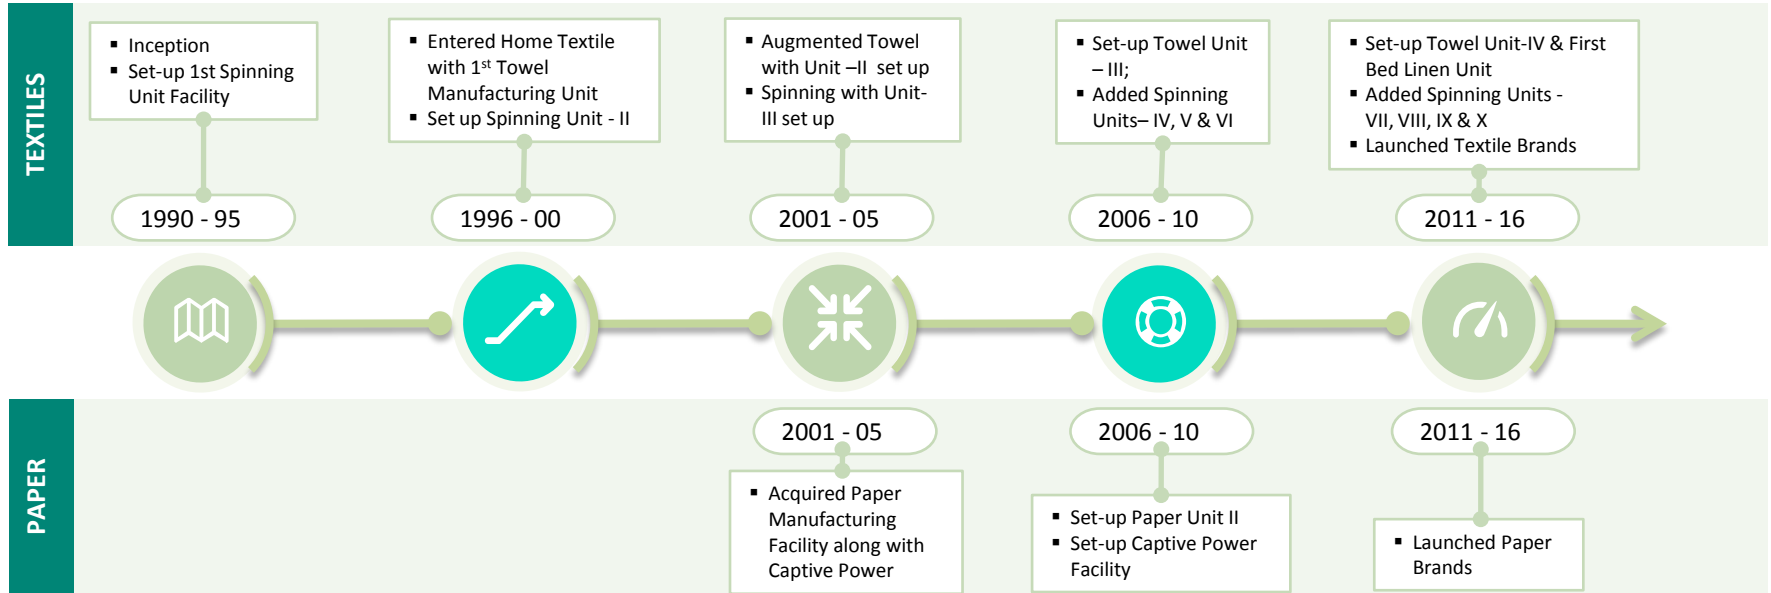 TEXTILES
▪ Inception
▪ Set-up 1st Spinning
Unit Facility
1990 - 95
▪ Entered Home Textile
with 1st Towel
Manufacturing Unit
▪ Set up Spinning Unit - II
1996 - 00
▪ Augmented Towel
with Unit –II set up
▪ Spinning with Unit-
III set up
2001 - 05
▪ Set-up Towel Unit
– III;
▪ Added Spinning
Units– IV, V & VI
2006 - 10
▪ Set-up Towel Unit-IV & First
Bed Linen Unit
▪ Added Spinning Units -
VII, VIII, IX & X
▪ Launched Textile Brands
2011 - 16
PAPER
2001 - 05
▪ Acquired Paper
Manufacturing
Facility along with
Captive Power
2006 - 10
▪ Set-up Paper Unit II
▪ Set-up Captive Power
Facility
2011 - 16
▪ Launched Paper
Brands